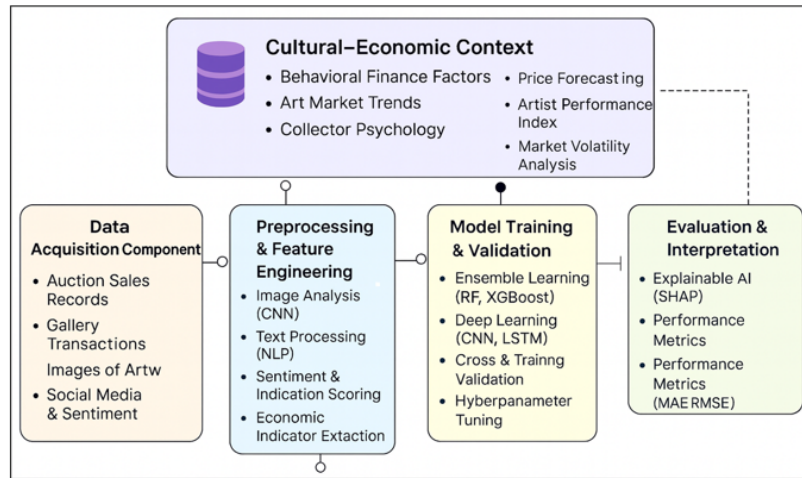 Cultural–Economic Context
• Behavioral Finance Factors
• Art Market Trends
• Collector Psychology
• Price Forecasting
• Artist Performance
Index
• Market Volatility
Analysis
Data
Acquisition Component
• Auction Sales
Records
• Gallery
Transactions
Images of Artw
• Social Media
& Sentiment
Preprocessing
& Feature
Engineering
• Image Analysis
(CNN)
• Text Processing
(NLP)
• Sentiment &
Indication Scoring
• Economic
Indicator Extaction
Model Training
& Validation
• Ensemble Learning
(RF, XGBoost)
• Deep Learning
(CNN, LSTM)
• Cross & Trainng
Validation
• Hyberpanameter
Tuning
Evaluation &
Interpretation
• Explainable AI
(SHAP)
• Performance
Metrics
• Performance
Metrics
(MAE RMSE)